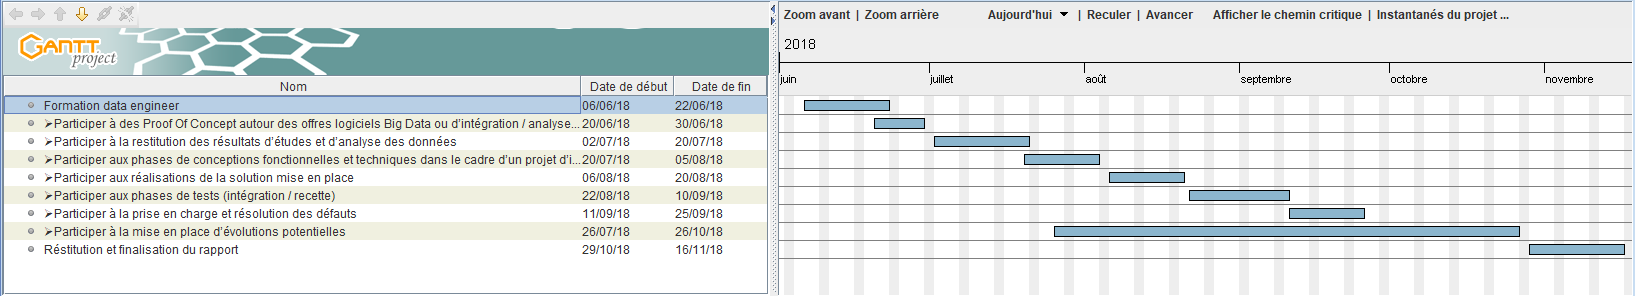 Zoom avant | Zoom arrière Aujourd'hui | Reculer | Avancer Afficher le chemin critique | Instantanés du projet ...
GANTT
project
2018
juin juillet août septembre octobre novembre
Nom Date de début Date de fin
Formation data engineer 06/06/18 22/06/18
➢Participer à des Proof Of Concept autour des offres logiciels Big Data ou d'intégration / analyse... 20/06/18 30/06/18
➢Participer à la restitution des résultats d'études et d'analyse des données 02/07/18 20/07/18
➢Participer aux phases de conceptions fonctionnelles et techniques dans le cadre d'un projet d'i... 20/07/18 05/08/18
➢Participer aux réalisations de la solution mise en place 06/08/18 20/08/18
➢Participer aux phases de tests (intégration / recette) 22/08/18 10/09/18
➢Participer à la prise en charge et résolution des défauts 11/09/18 25/09/18
➢Participer à la mise en place d'évolutions potentielles 26/07/18 26/10/18
Réstitution et finalisation du rapport 29/10/18 16/11/18